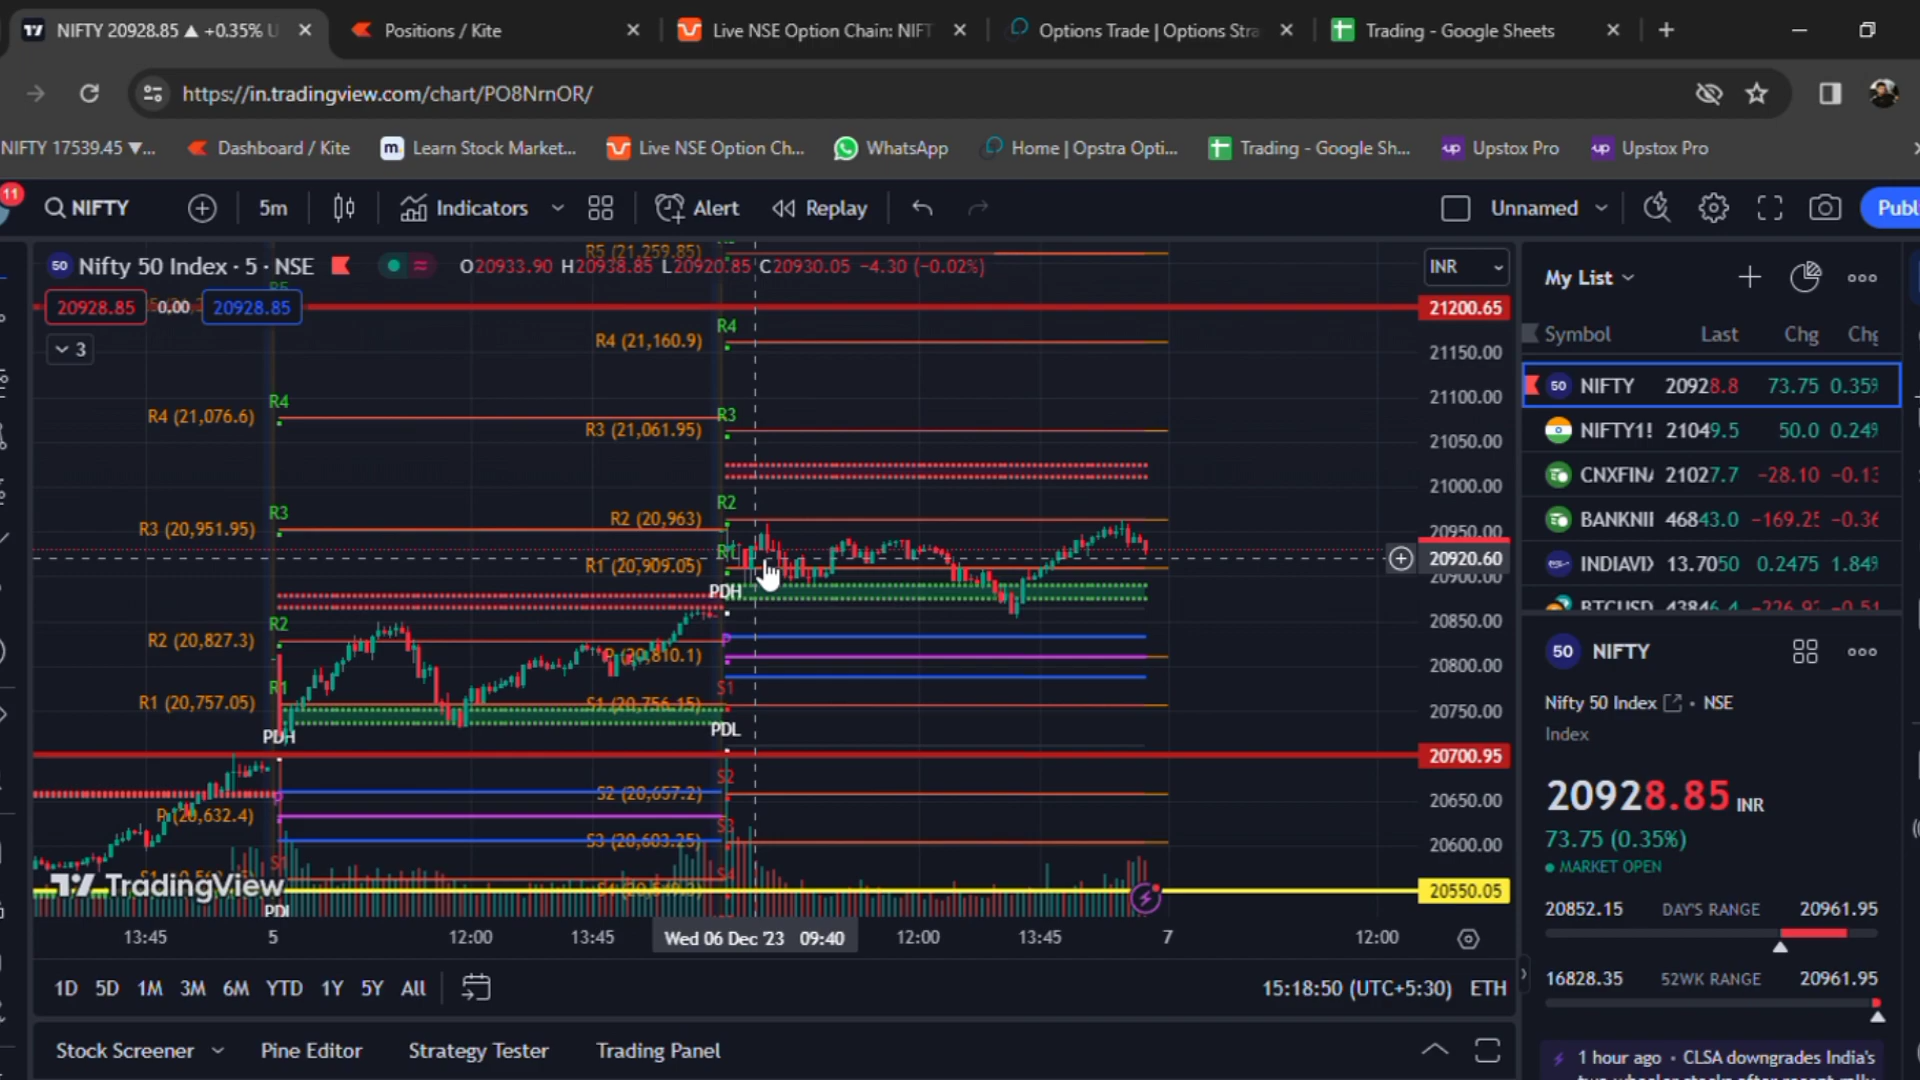 NIFTY 20928.85 ▲ +0.35% U
Positions / Kite
Live NSE Option Chain: NIFT
Options Trade | Options Stra
Trading - Google Sheets
https://in.tradingview.com/chart/PO8NrnOR/
NIFTY 17539.45 ▼...
Dashboard / Kite
Learn Stock Market...
Live NSE Option Ch...
WhatsApp
Home | Opstra Opti...
Trading - Google Sh...
Upstox Pro
Upstox Pro
11
NIFTY
5m
Indicators
Alert
Replay
Unnamed
Publ
50 Nifty 50 Index · 5 · NSE
O20933.90 H20938.85 L20920.85 C20930.05 −4.30 (−0.02%)
INR
20928.85 0.00 20928.85
3
R5 (21,259.85)
21200.65
R4
R4 (21,160.9)
21150.00
21100.00
R4
R4 (21,076.6)
R3
R3 (21,061.95)
21050.00
21000.00
R3
R3 (20,951.95)
R2
R2 (20,963)
20950.00
20920.60
R1
R1 (20,909.05)
20900.00
PDH
20850.00
R2
R2 (20,827.3)
P
P (20,810.1)
20800.00
R1
R1 (20,757.05)
S1
S1 (20,756.15)
20750.00
PDH
PDL
20700.95
P
P (20,632.4)
S2
S2 (20,657.2)
20650.00
S3
S3 (20,603.25)
20600.00
S1
S4
TradingView
20550.05
13:45
5
12:00
13:45
Wed 06 Dec '23 09:40
12:00
13:45
7
12:00
1D 5D 1M 3M 6M YTD 1Y 5Y All
15:18:50 (UTC+5:30) ETH
Stock Screener
Pine Editor
Strategy Tester
Trading Panel
My List
Symbol Last Chg Chg
50 NIFTY 20928.8 73.75 0.35%
NIFTY1! 21049.5 50.0 0.24%
CNXFIN 21027.7 −28.10 −0.13
BANKNI 46843.0 −169.25 −0.36
INDIAVI 13.7050 0.2475 1.84%
BTCUSD 43846.4 −226.92 −0.51
50 NIFTY
Nifty 50 Index · NSE
Index
20928.85 INR
73.75 (0.35%)
MARKET OPEN
20852.15 DAY'S RANGE 20961.95
16828.35 52WK RANGE 20961.95
1 hour ago · CLSA downgrades India's
two-wheeler stocks after recent rally